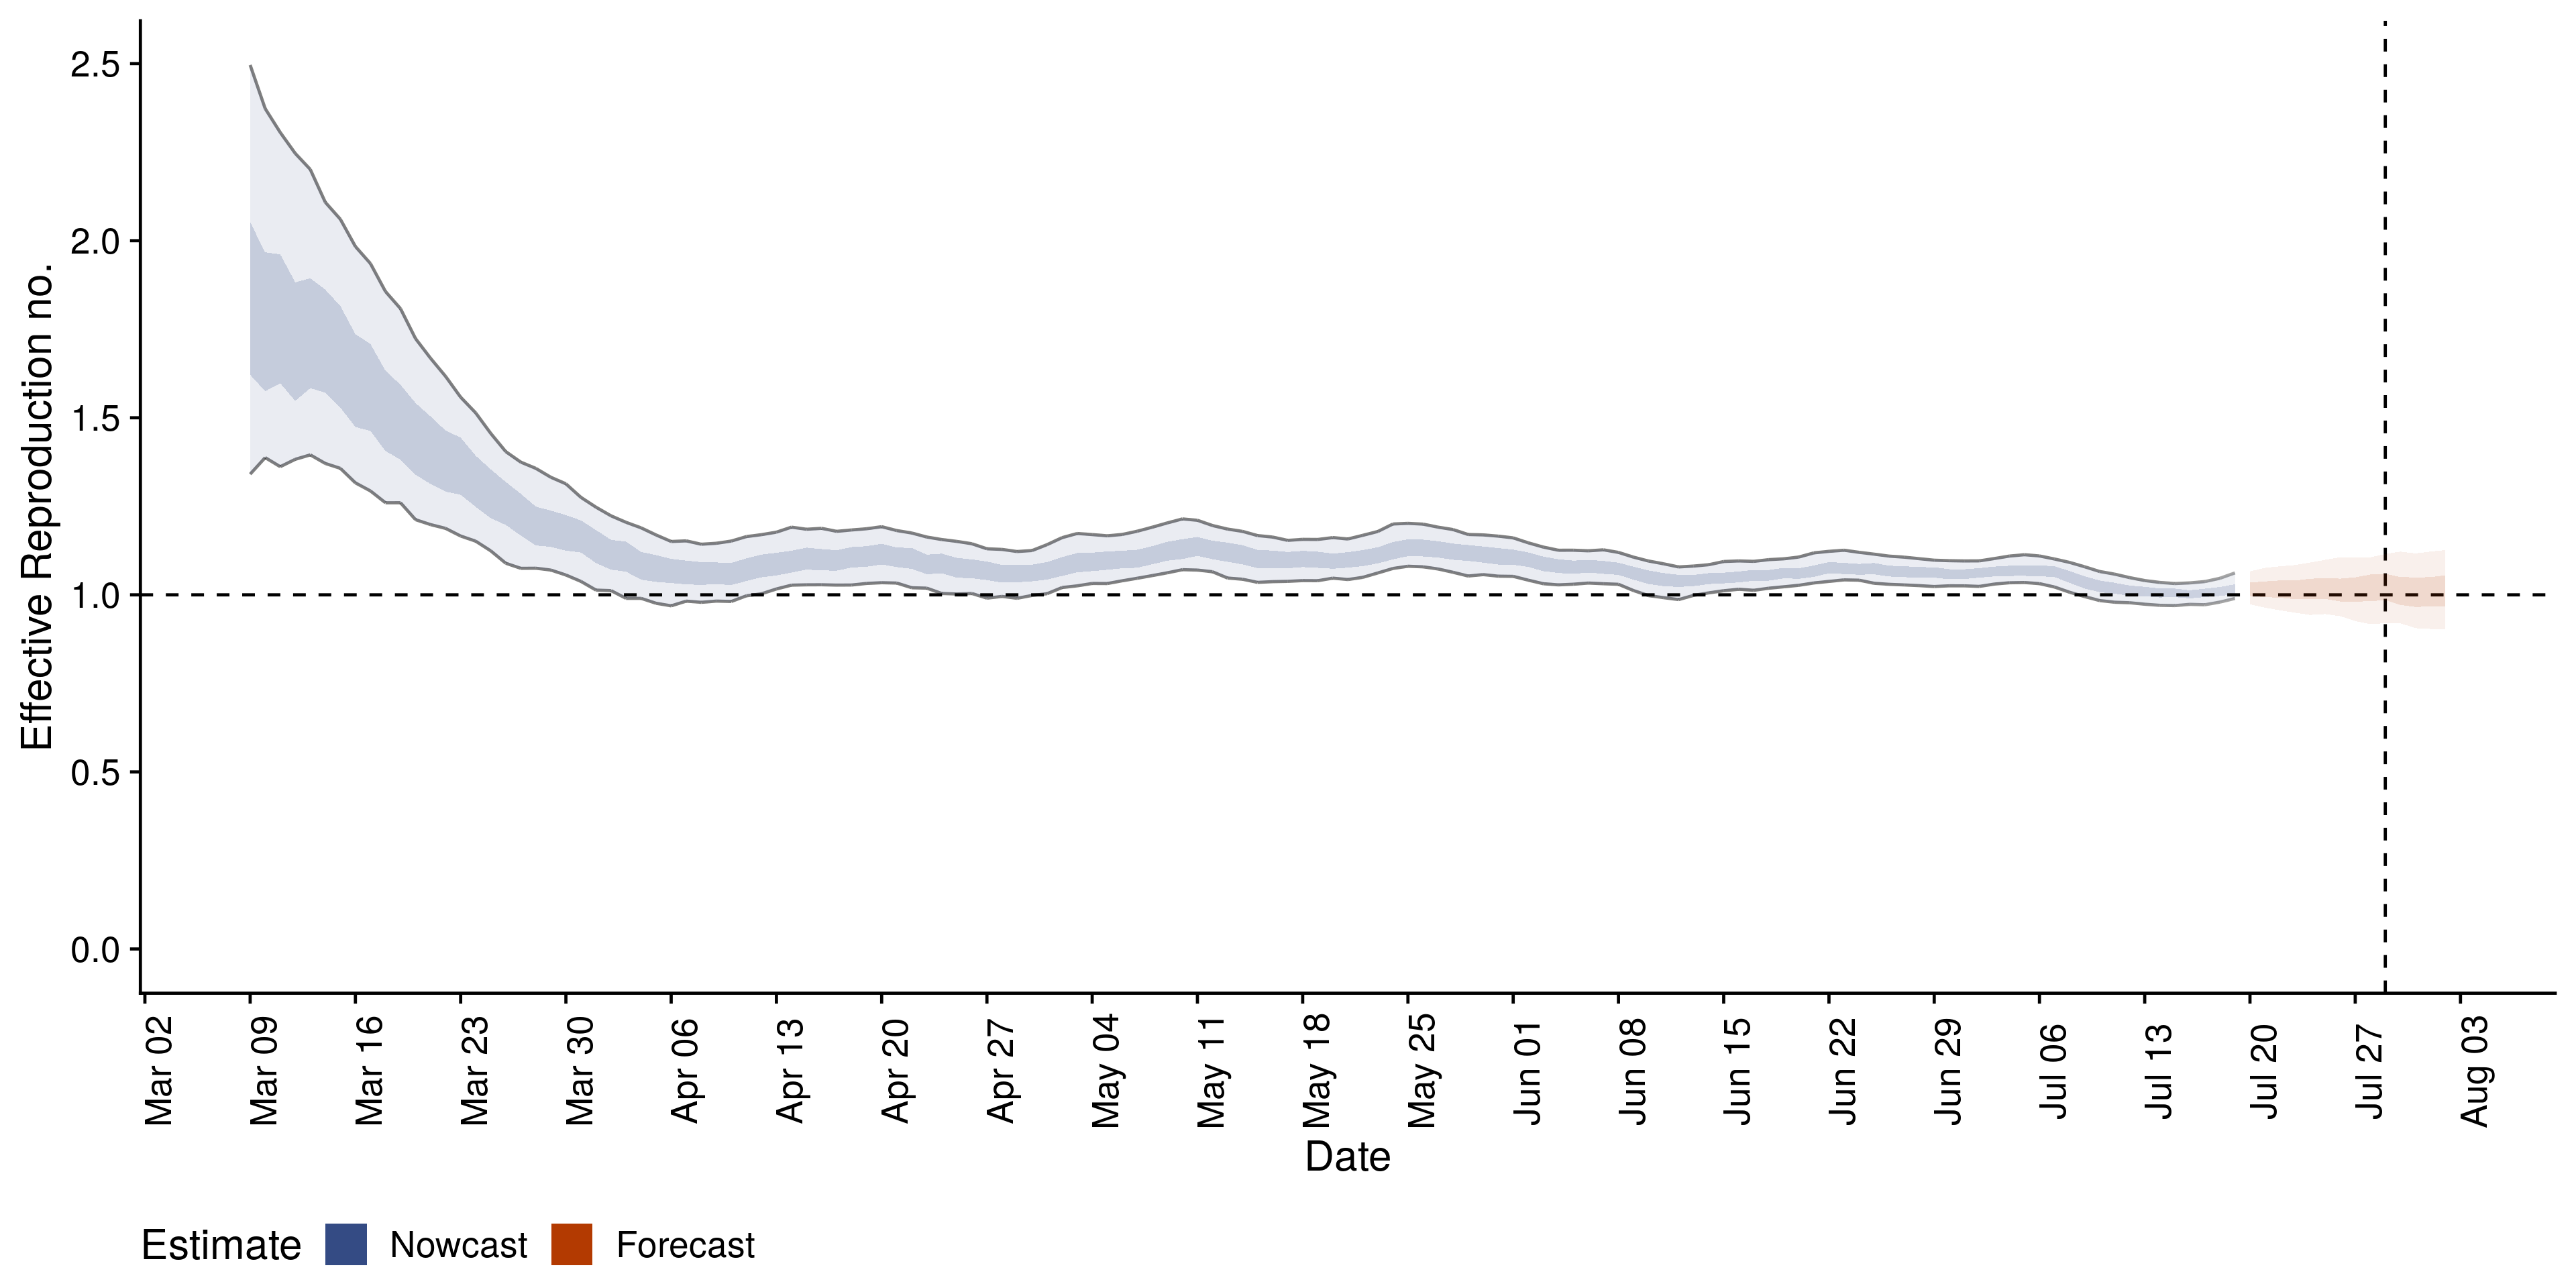 Effective Reproduction no.
2.5
2.0
1.5
1.0
0.5
0.0
Mar 02
Mar 09
Mar 16
Mar 23
Mar 30
Apr 06
Apr 13
Apr 20
Apr 27
May 04
May 11
May 18
May 25
Jun 01
Jun 08
Jun 15
Jun 22
Jun 29
Jul 06
Jul 13
Jul 20
Jul 27
Aug 03
Date
Estimate Nowcast Forecast